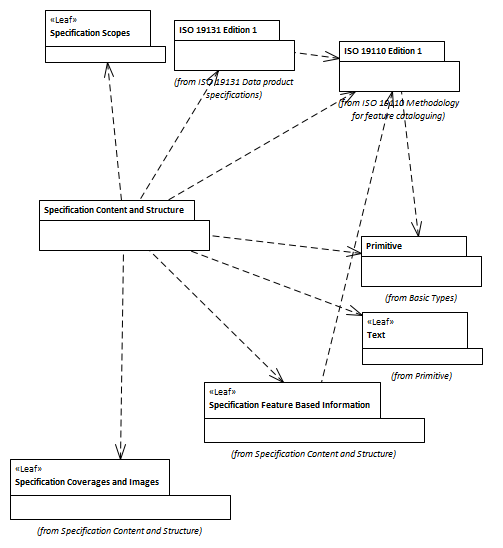 «Leaf»
Specification Scopes
ISO 19131 Edition 1
(from ISO 19131 Data product
specifications)
ISO 19110 Edition 1
(from ISO 19110 Methodology
for feature cataloguing)
Specification Content and Structure
Primitive
(from Basic Types)
«Leaf»
Text
(from Primitive)
«Leaf»
Specification Feature Based Information
(from Specification Content and Structure)
«Leaf»
Specification Coverages and Images
(from Specification Content and Structure)